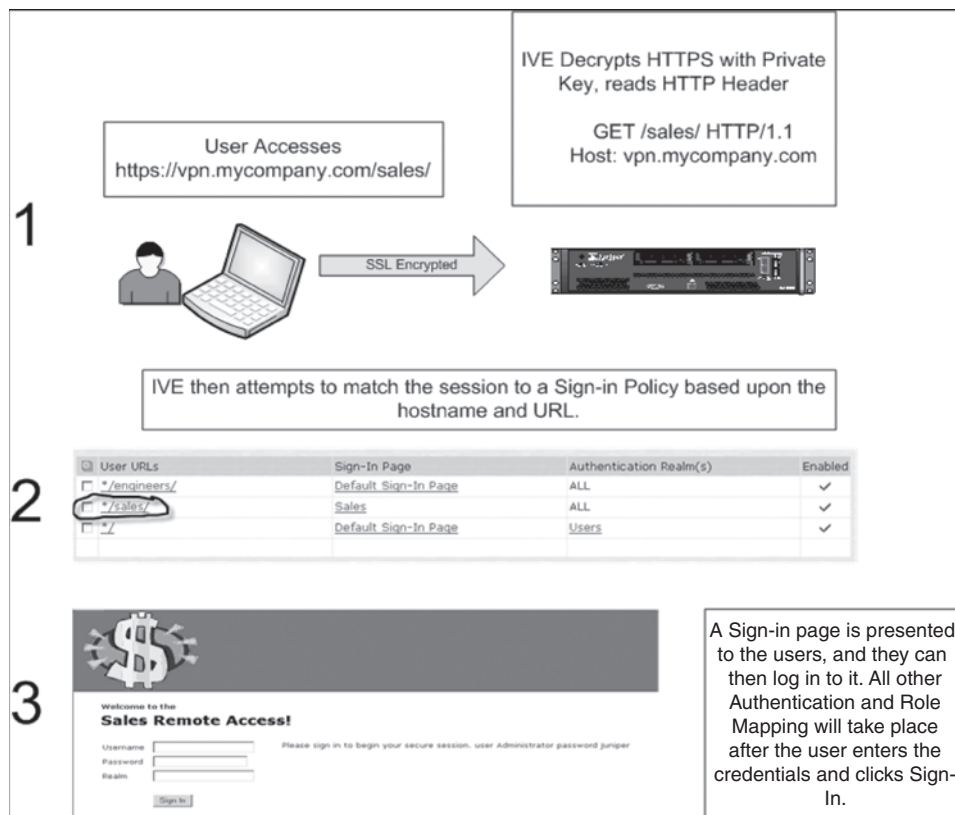 IVE Decrypts HTTPS with Private
Key, reads HTTP Header
GET /sales/ HTTP/1.1
Host: vpn.mycompany.com
User Accesses
https://vpn.mycompany.com/sales/
1
SSL Encrypted
IVE then attempts to match the session to a Sign-in Policy based upon the
hostname and URL.
2
User URLs Sign-In Page Authentication Realm(s) Enabled
*/engineers/ Default Sign-In Page ALL
*/sales/ Sales ALL
*/ Default Sign-In Page Users
3
Welcome to the
Sales Remote Access!
Username Please sign in to begin your secure session. user Administrator password juniper
Password
Realm
Sign In
A Sign-in page is presented
to the users, and they can
then log in to it. All other
Authentication and Role
Mapping will take place
after the user enters the
credentials and clicks Sign-
In.